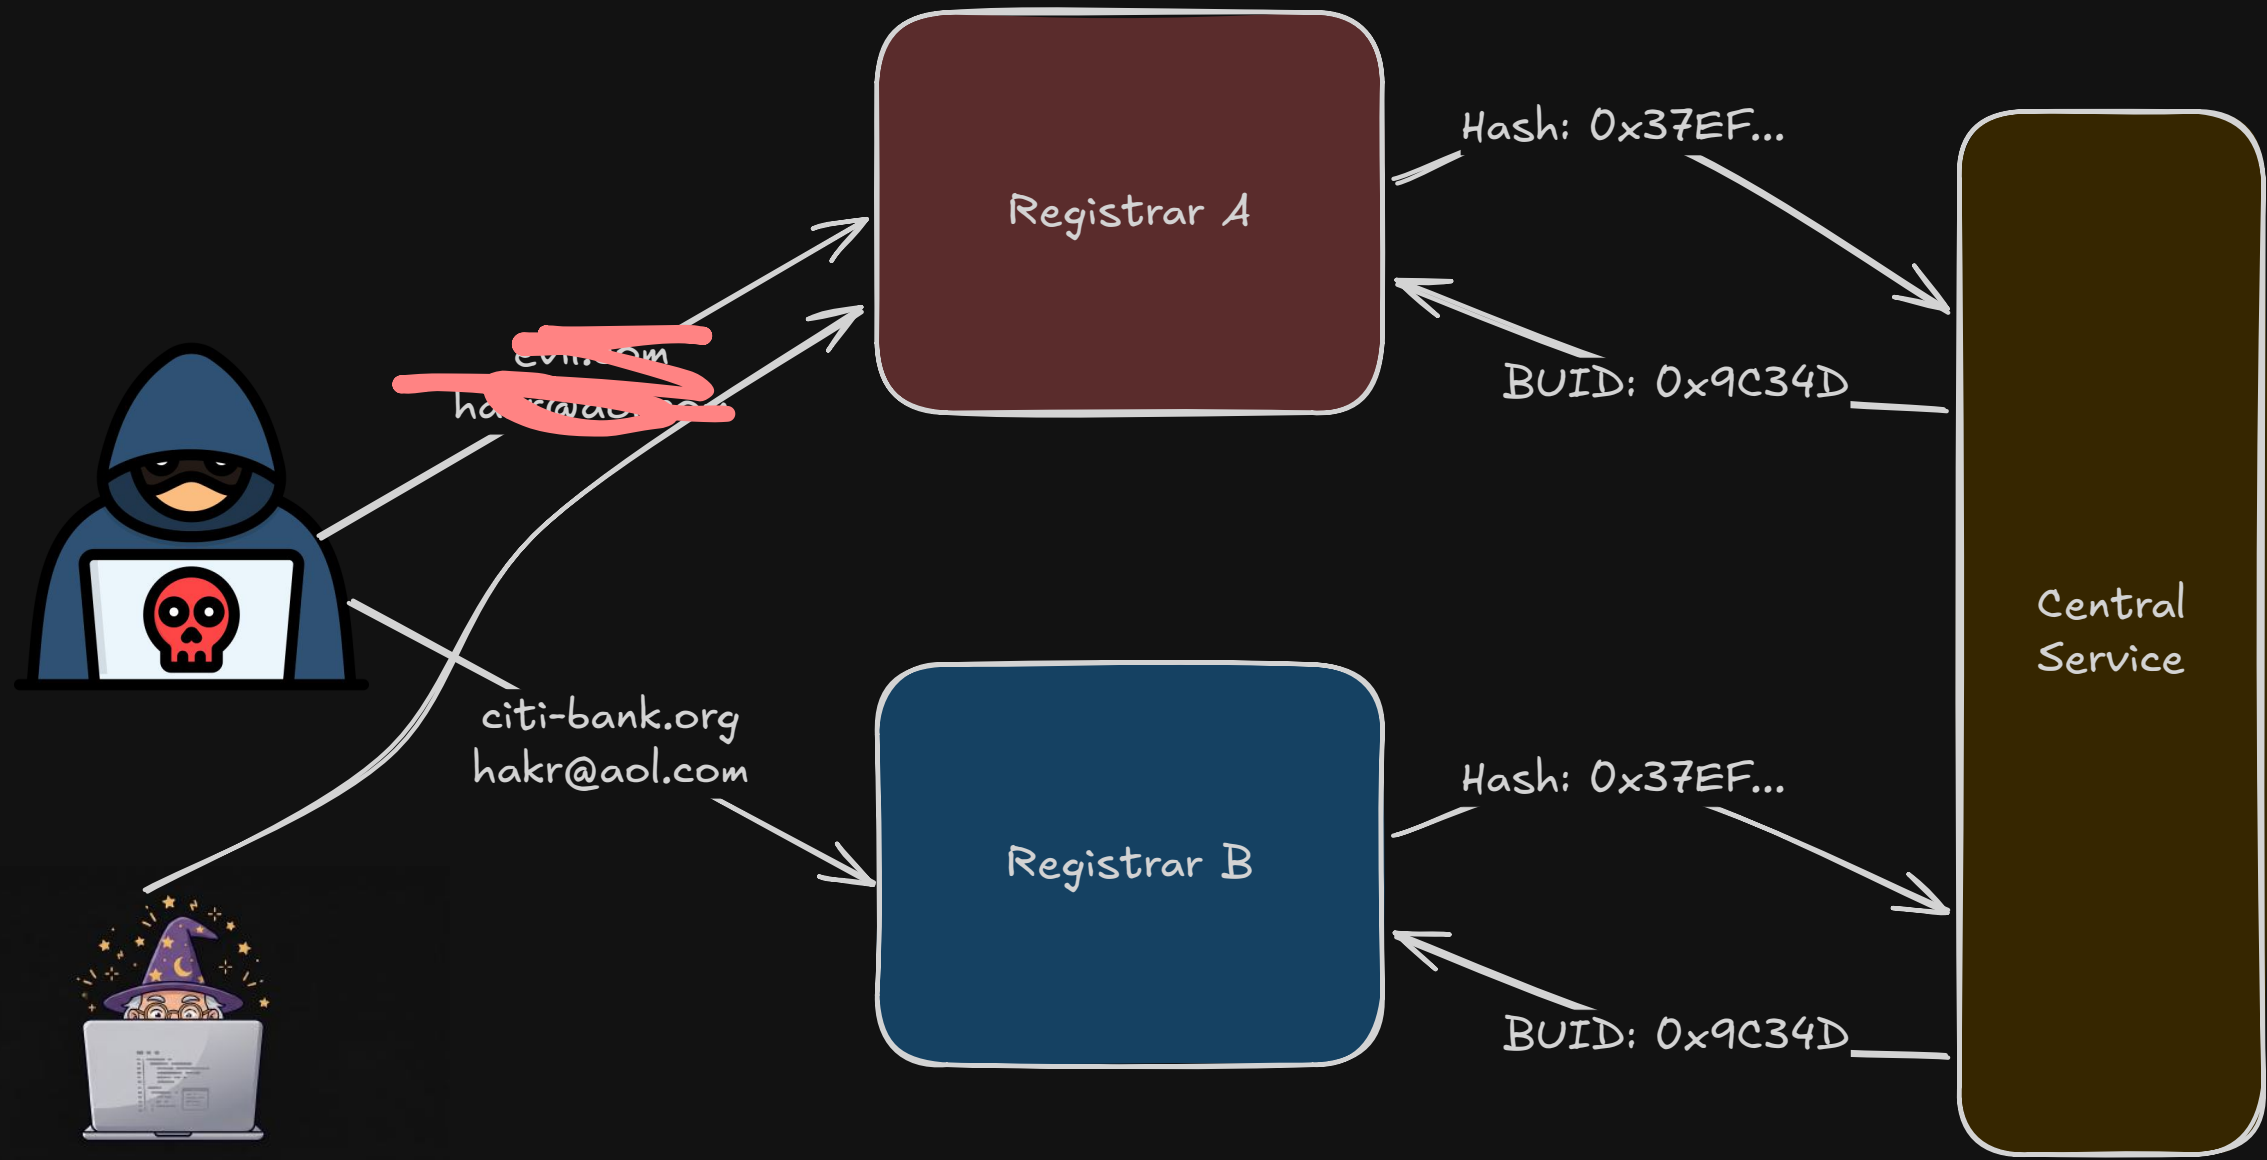 Registrar A
Hash: 0x37EF...
BUID: 0x9C34D
citi-bank.org
hakr@aol.com
Registrar B
Hash: 0x37EF...
BUID: 0x9C34D
Central
Service